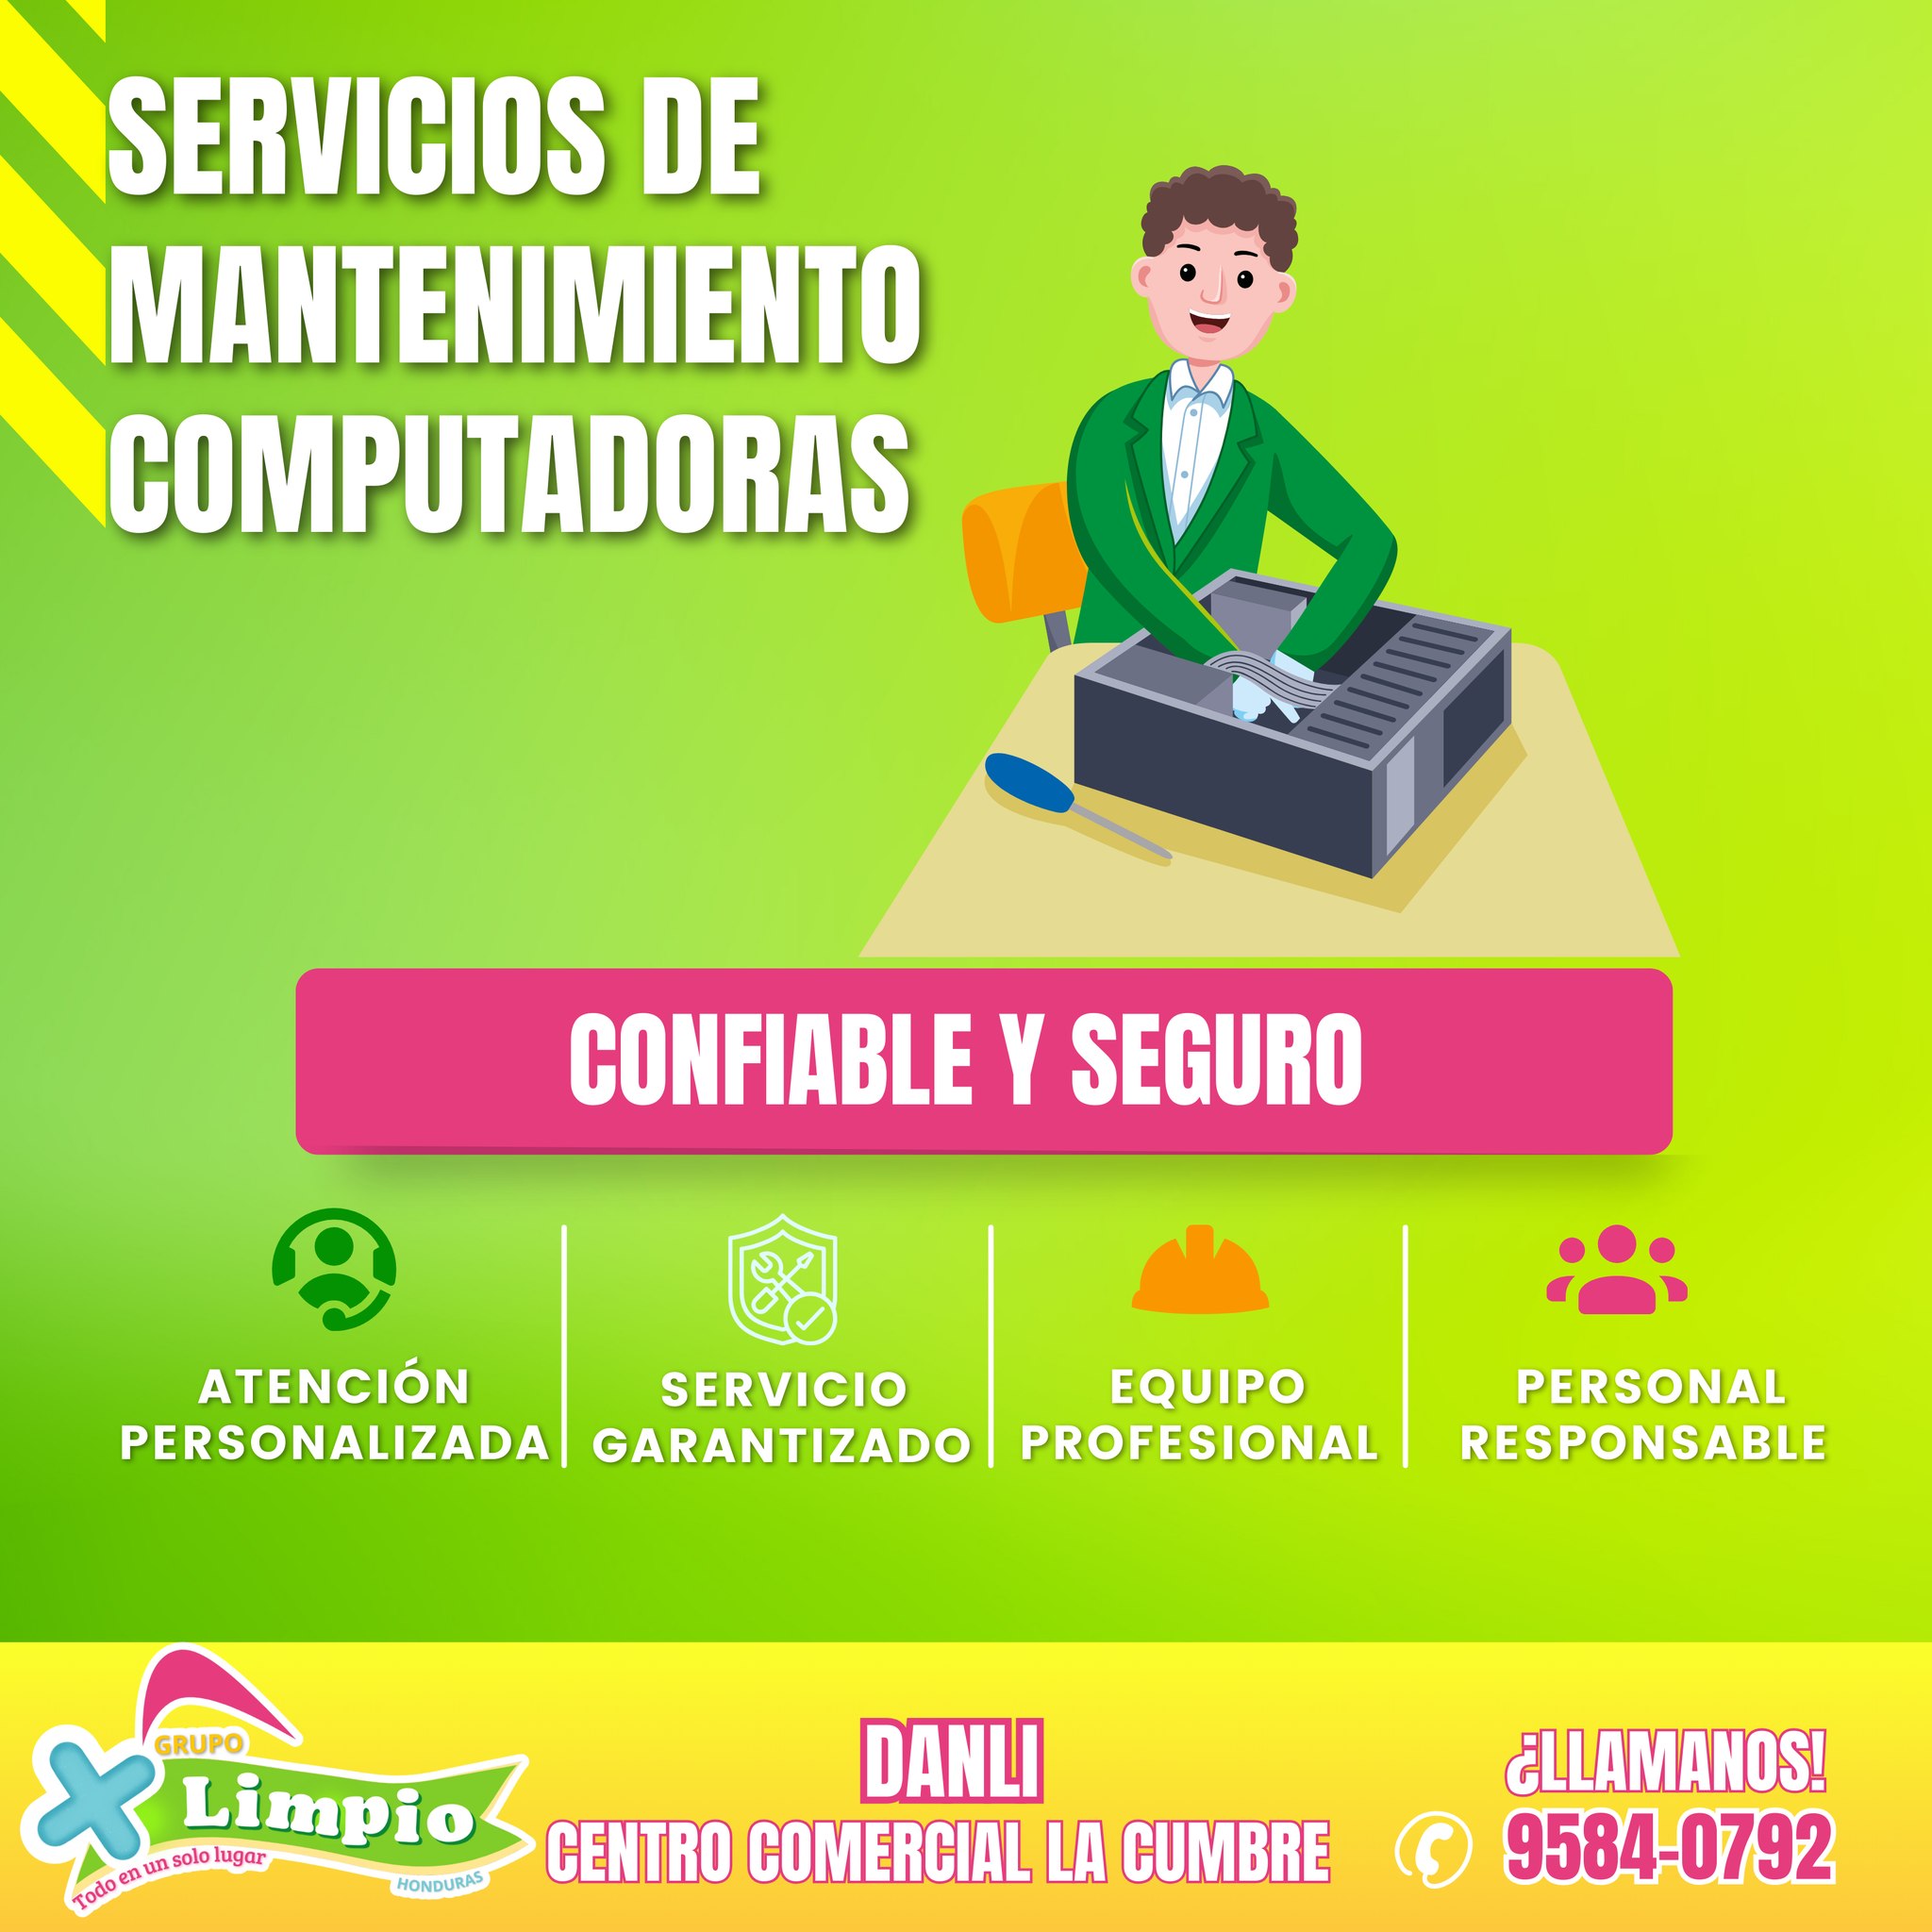 SERVICIOS DE
MANTENIMIENTO
COMPUTADORAS
CONFIABLE Y SEGURO
ATENCIÓN
PERSONALIZADA
SERVICIO
GARANTIZADO
EQUIPO
PROFESIONAL
PERSONAL
RESPONSABLE
GRUPO
Limpio
Todo en un solo lugar
HONDURAS
DANLI
CENTRO COMERCIAL LA CUMBRE
¿LLAMANOS!
9584-0792